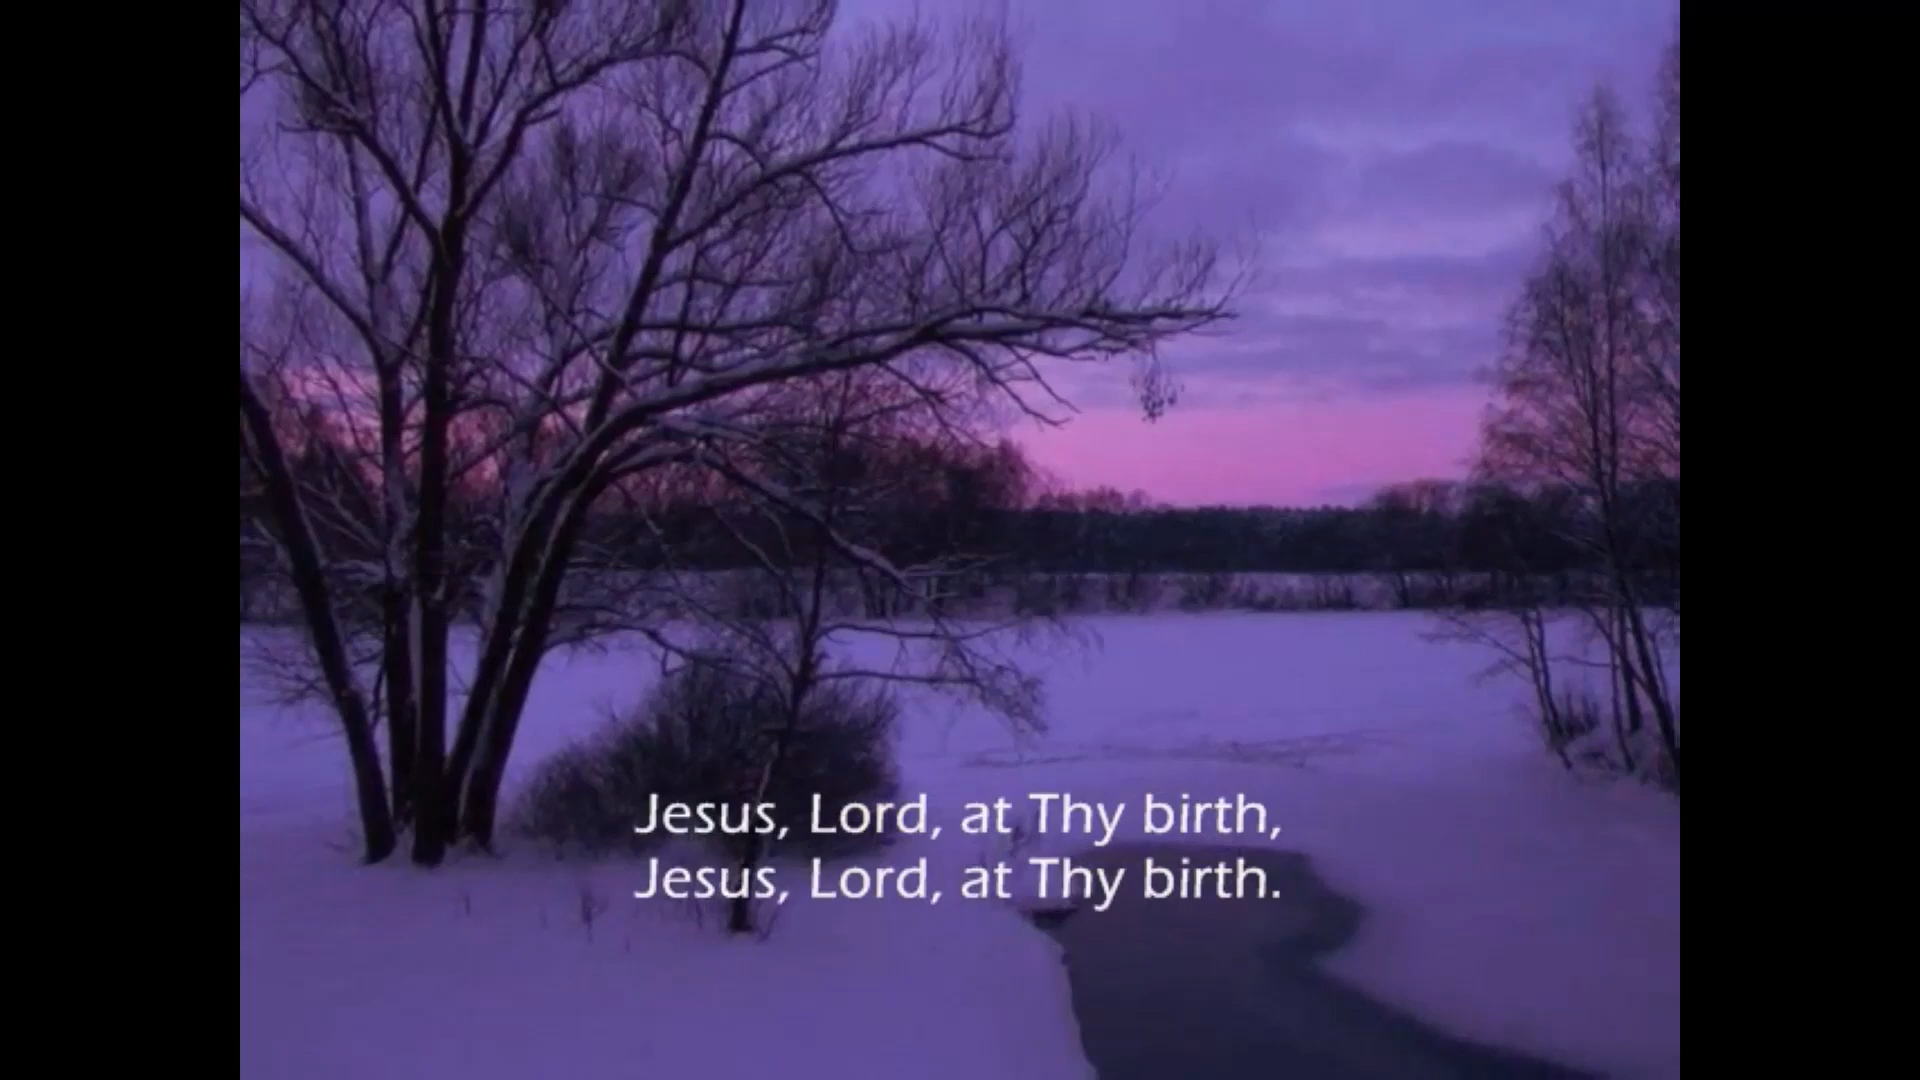 Jesus, Lord, at Thy birth,
Jesus, Lord, at Thy birth.